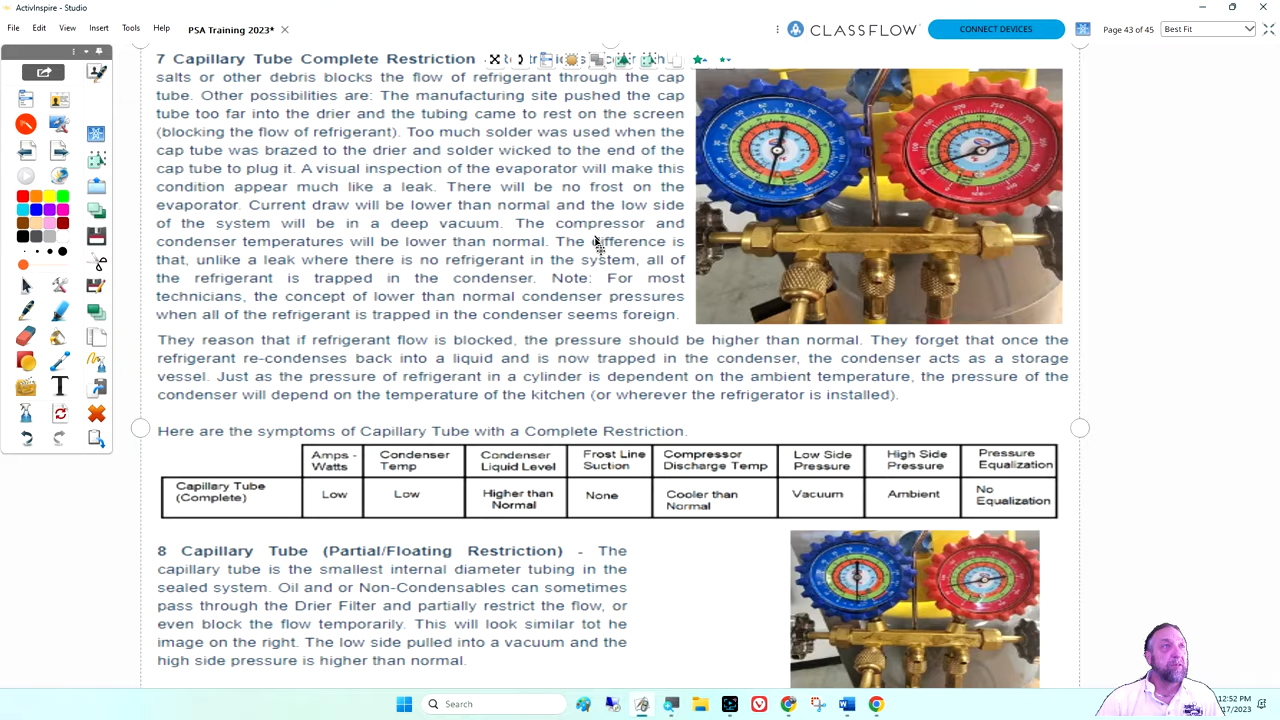 ActivInspire - Studio
File Edit View Insert Tools Help
PSA Training 2023*
CLASSFLOW
CONNECT DEVICES
Page 43 of 45
Best Fit
7 Capillary Tube Complete Restriction -
salts or other debris blocks the flow of refrigerant through the cap
tube. Other possibilities are: The manufacturing site pushed the cap
tube too far into the drier and the tubing came to rest on the screen
(blocking the flow of refrigerant). Too much solder was used when the
cap tube was brazed to the drier and solder wicked to the end of the
cap tube to plug it. A visual inspection of the evaporator will make this
condition appear much like a leak. There will be no frost on the
evaporator. Current draw will be lower than normal and the low side
of the system will be in a deep vacuum. The compressor and
condenser temperatures will be lower than normal. The difference is
that, unlike a leak where there is no refrigerant in the system, all of
the refrigerant is trapped in the condenser. Note: For most
technicians, the concept of lower than normal condenser pressures
when all of the refrigerant is trapped in the condenser seems foreign.
They reason that if refrigerant flow is blocked, the pressure should be higher than normal. They forget that once the
refrigerant re-condenses back into a liquid and is now trapped in the condenser, the condenser acts as a storage
vessel. Just as the pressure of refrigerant in a cylinder is dependent on the ambient temperature, the pressure of the
condenser will depend on the temperature of the kitchen (or wherever the refrigerator is installed).
Here are the symptoms of Capillary Tube with a Complete Restriction.
Amps - Watts
Condenser Temp
Condenser Liquid Level
Frost Line Suction
Compressor Discharge Temp
Low Side Pressure
High Side Pressure
Pressure Equalization
Capillary Tube (Complete)
Low
Low
Higher than Normal
None
Cooler than Normal
Vacuum
Ambient
No Equalization
8 Capillary Tube (Partial/Floating Restriction) - The
capillary tube is the smallest internal diameter tubing in the
sealed system. Oil and or Non-Condensables can sometimes
pass through the Drier Filter and partially restrict the flow, or
even block the flow temporarily. This will look similar tot he
image on the right. The low side pulled into a vacuum and the
high side pressure is higher than normal.
Search
12:52 PM
17/2023